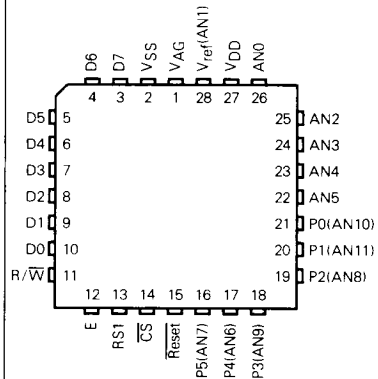 D6 D7 VSS VAG Vref(AN1) VDD AN0
4 3 2 1 28 27 26
D5 5 25 AN2
D4 6 24 AN3
D3 7 23 AN4
D2 8 22 AN5
D1 9 21 P0(AN10)
D0 10 20 P1(AN11)
R/W̅ 11 19 P2(AN8)
12 13 14 15 16 17 18
E RS1 C̅S̅ R̅e̅s̅e̅t̅ P5(AN7) P4(AN6) P3(AN9)